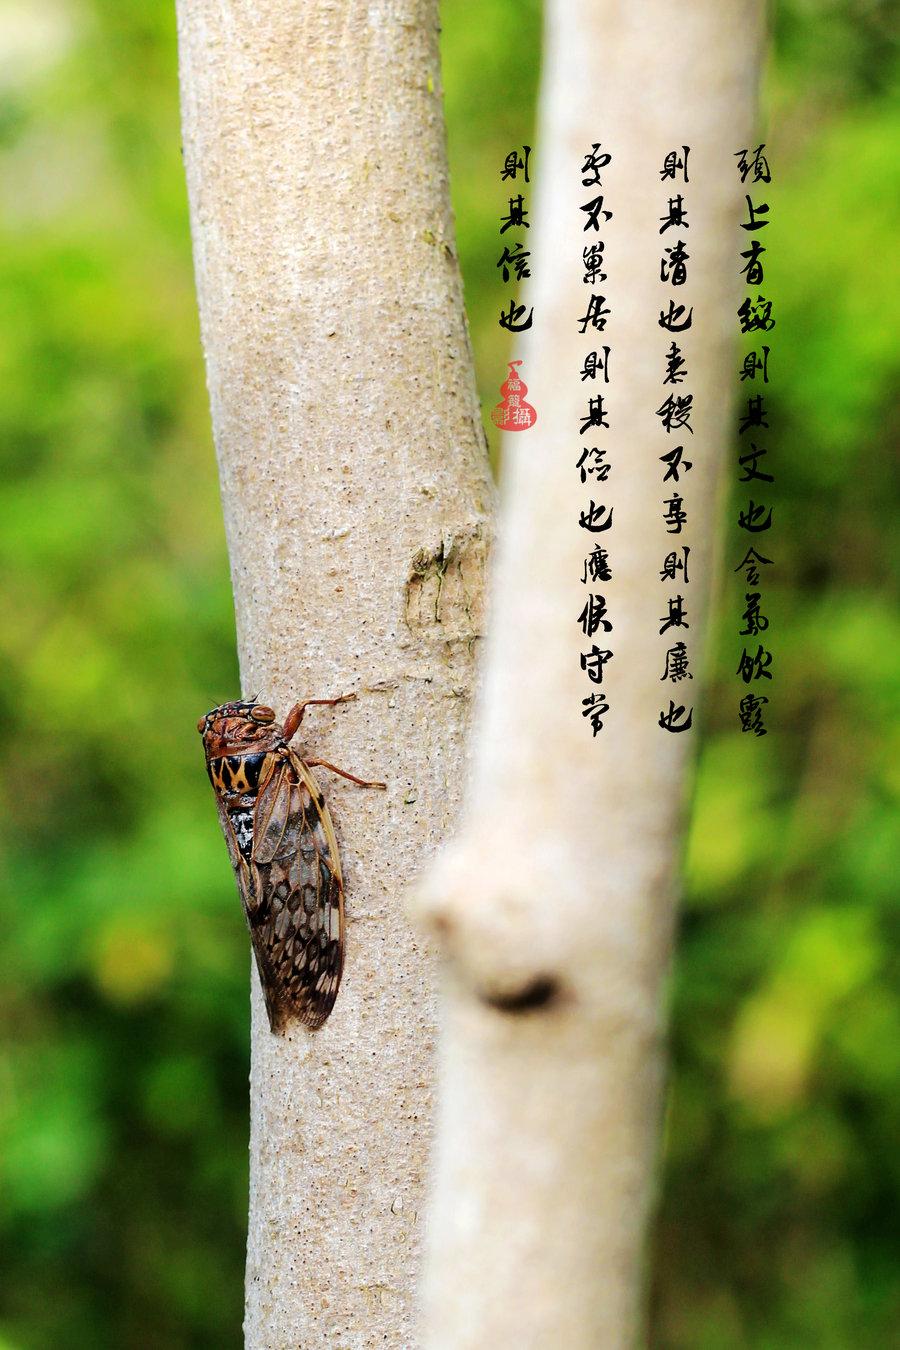 頭上有緌則其文也含氣飲露
則其清也黍稷不享則其廉也
處不巢居則其儉也應候守常
則其信也
福龍攝影